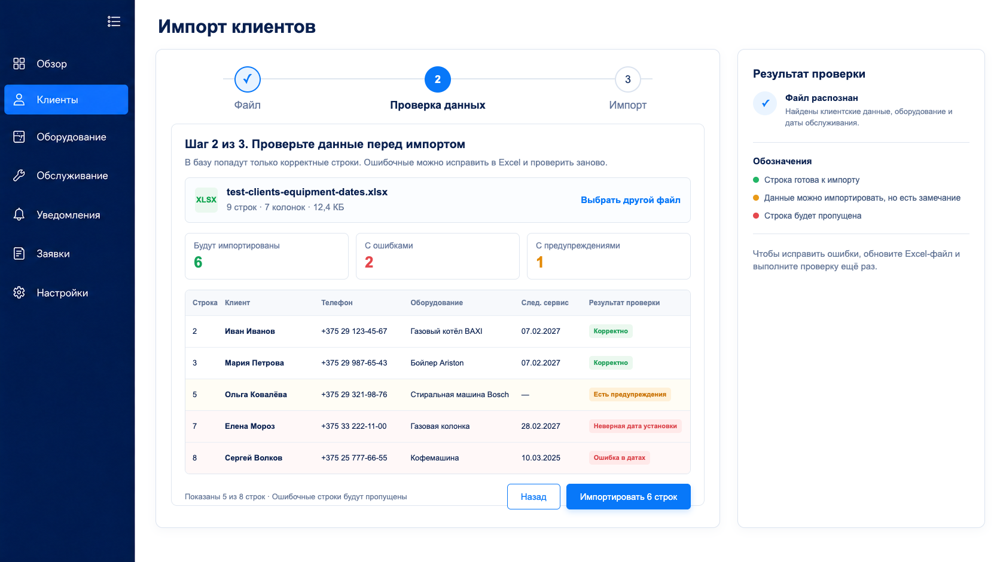 Обзор
Клиенты
Оборудование
Обслуживание
Уведомления
Заявки
Настройки
Импорт клиентов
✓ 2 3
Файл Проверка данных Импорт
Шаг 2 из 3. Проверьте данные перед импортом
В базу попадут только корректные строки. Ошибочные можно исправить в Excel и проверить заново.
XLSX
test-clients-equipment-dates.xlsx
9 строк · 7 колонок · 12,4 КБ
Выбрать другой файл
Будут импортированы
6
С ошибками
2
С предупреждениями
1
Строка Клиент Телефон Оборудование След. сервис Результат проверки
2 Иван Иванов +375 29 123-45-67 Газовый котёл BAXI 07.02.2027 Корректно
3 Мария Петрова +375 29 987-65-43 Бойлер Ariston 07.02.2027 Корректно
5 Ольга Ковалёва +375 29 321-98-76 Стиральная машина Bosch — Есть предупреждения
7 Елена Мороз +375 33 222-11-00 Газовая колонка 28.02.2027 Неверная дата установки
8 Сергей Волков +375 25 777-66-55 Кофемашина 10.03.2025 Ошибка в датах
Показаны 5 из 8 строк · Ошибочные строки будут пропущены
Назад
Импортировать 6 строк
Результат проверки
✓
Файл распознан
Найдены клиентские данные, оборудование и
даты обслуживания.
Обозначения
Строка готова к импорту
Данные можно импортировать, но есть замечание
Строка будет пропущена
Чтобы исправить ошибки, обновите Excel-файл и
выполните проверку ещё раз.